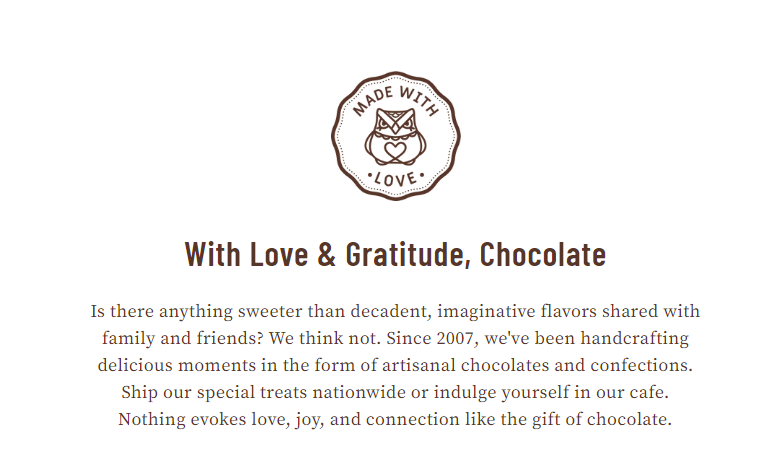 MADE WITH
• LOVE •
With Love & Gratitude, Chocolate
Is there anything sweeter than decadent, imaginative flavors shared with
family and friends? We think not. Since 2007, we've been handcrafting
delicious moments in the form of artisanal chocolates and confections.
Ship our special treats nationwide or indulge yourself in our cafe.
Nothing evokes love, joy, and connection like the gift of chocolate.